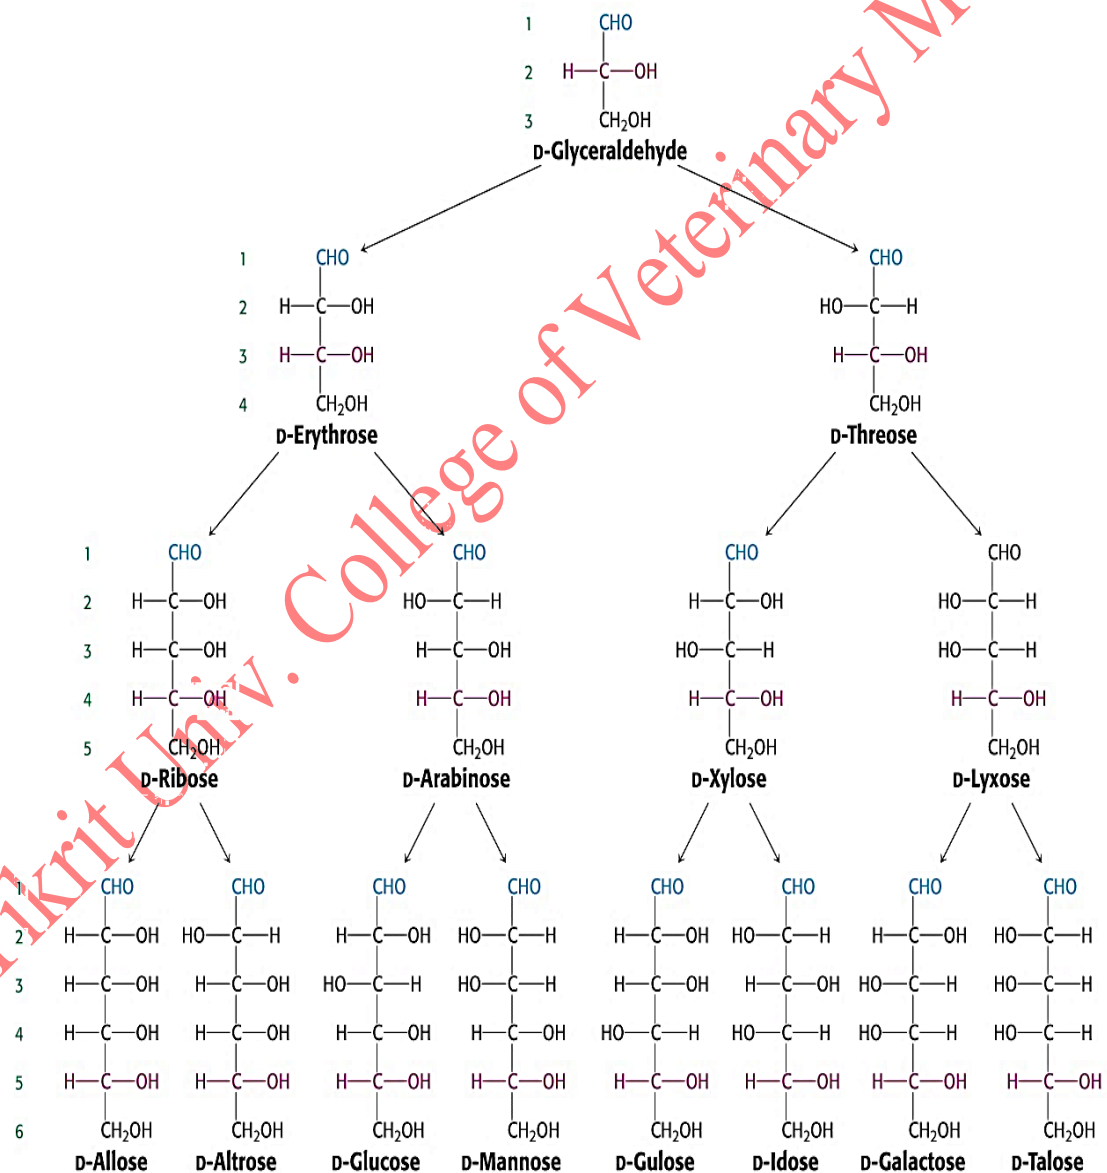 1 CHO
2 H—C—OH
3 CH₂OH
D-Glyceraldehyde
1 CHO CHO
2 H—C—OH HO—C—H
3 H—C—OH H—C—OH
4 CH₂OH CH₂OH
D-Erythrose D-Threose
1 CHO CHO CHO CHO
2 H—C—OH HO—C—H H—C—OH HO—C—H
3 H—C—OH H—C—OH HO—C—H HO—C—H
4 H—C—OH H—C—OH H—C—OH H—C—OH
5 CH₂OH CH₂OH CH₂OH CH₂OH
D-Ribose D-Arabinose D-Xylose D-Lyxose
1 CHO CHO CHO CHO CHO CHO CHO CHO
2 H—C—OH HO—C—H H—C—OH HO—C—H H—C—OH HO—C—H H—C—OH HO—C—H
3 H—C—OH H—C—OH HO—C—H HO—C—H H—C—OH H—C—OH HO—C—H HO—C—H
4 H—C—OH H—C—OH H—C—OH H—C—OH HO—C—H HO—C—H HO—C—H HO—C—H
5 H—C—OH H—C—OH H—C—OH H—C—OH H—C—OH H—C—OH H—C—OH H—C—OH
6 CH₂OH CH₂OH CH₂OH CH₂OH CH₂OH CH₂OH CH₂OH CH₂OH
D-Allose D-Altrose D-Glucose D-Mannose D-Gulose D-Idose D-Galactose D-Talose
Univ. College of Veterinary